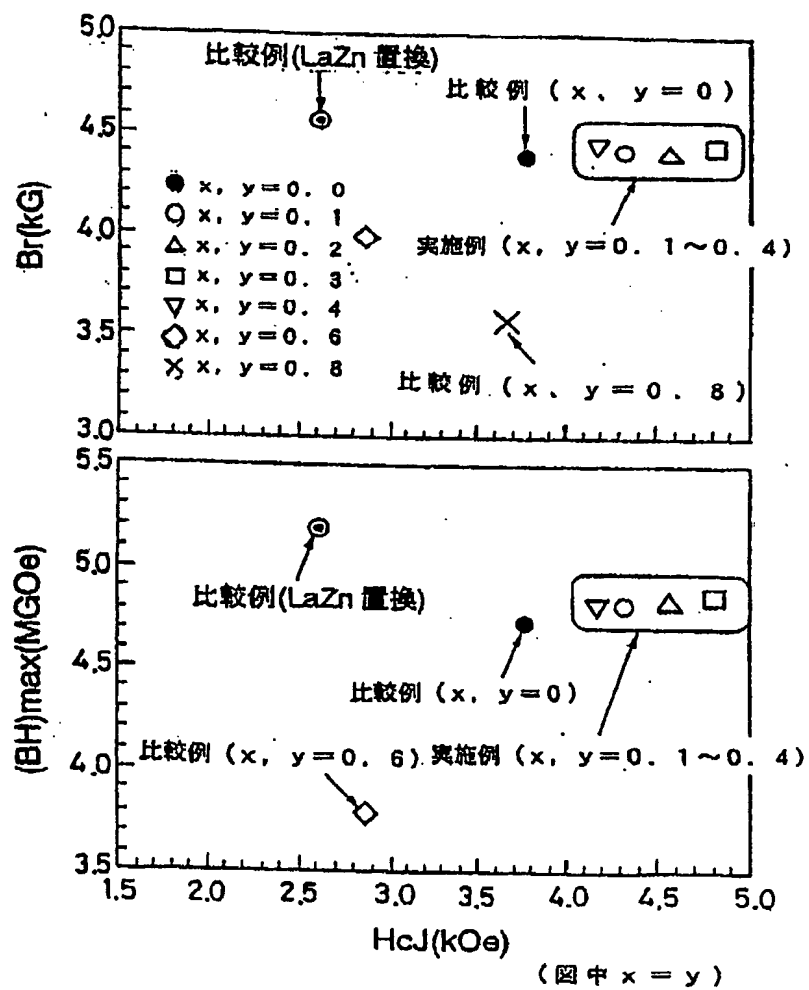 5.0
比較例(LaZn 置換)
比較例 (x、y＝0)
4.5
x, y＝0. 0
x, y＝0. 1
4.0
x, y＝0. 2
実施例 (x, y＝0. 1～0. 4)
x, y＝0. 3
x, y＝0. 4
3.5
x, y＝0. 6
x, y＝0. 8
比較例 (x、y＝0. 8)
3.0
Br(kG)
5.5
5.0
比較例(LaZn 置換)
4.5
比較例 (x, y＝0)
比較例 (x, y＝0. 6)
実施例 (x, y＝0. 1～0. 4)
4.0
3.5
(BH)max(MGOe)
1.5 2.0 2.5 3.0 3.5 4.0 4.5 5.0
HcJ(kOe)
(図中 x＝y)